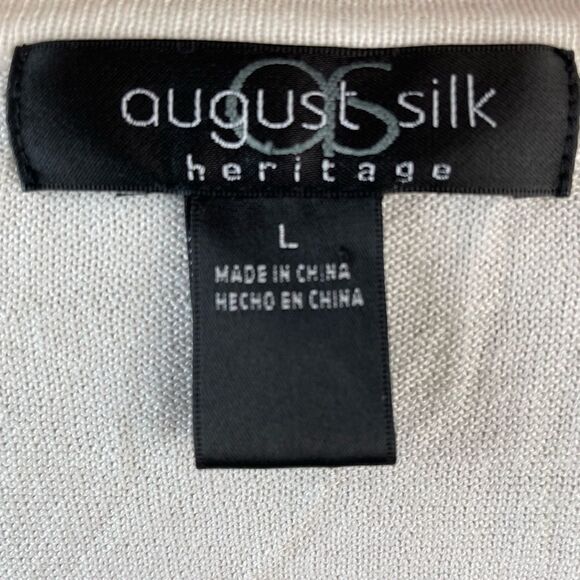 august silk
heritage
L
MADE IN CHINA
HECHO EN CHINA